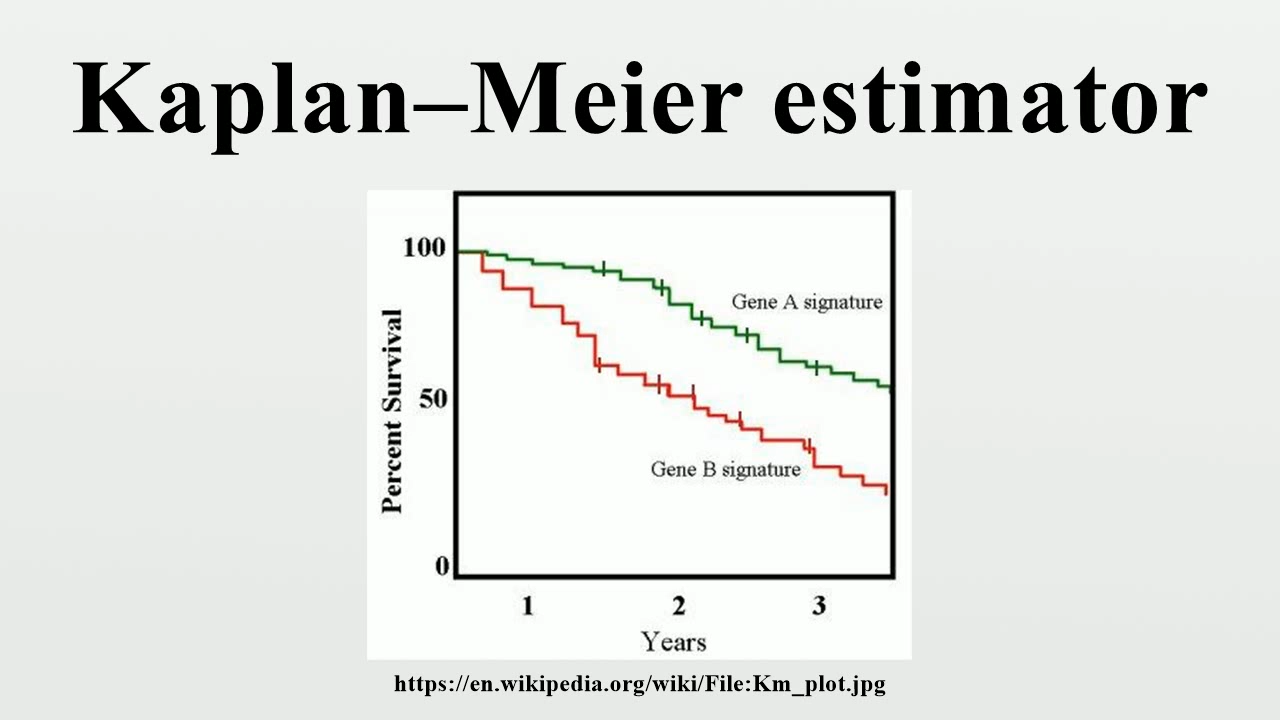 Kaplan–Meier estimator
100
Gene A signature
Percent Survival
50
Gene B signature
0
1 2 3
Years
https://en.wikipedia.org/wiki/File:Km_plot.jpg